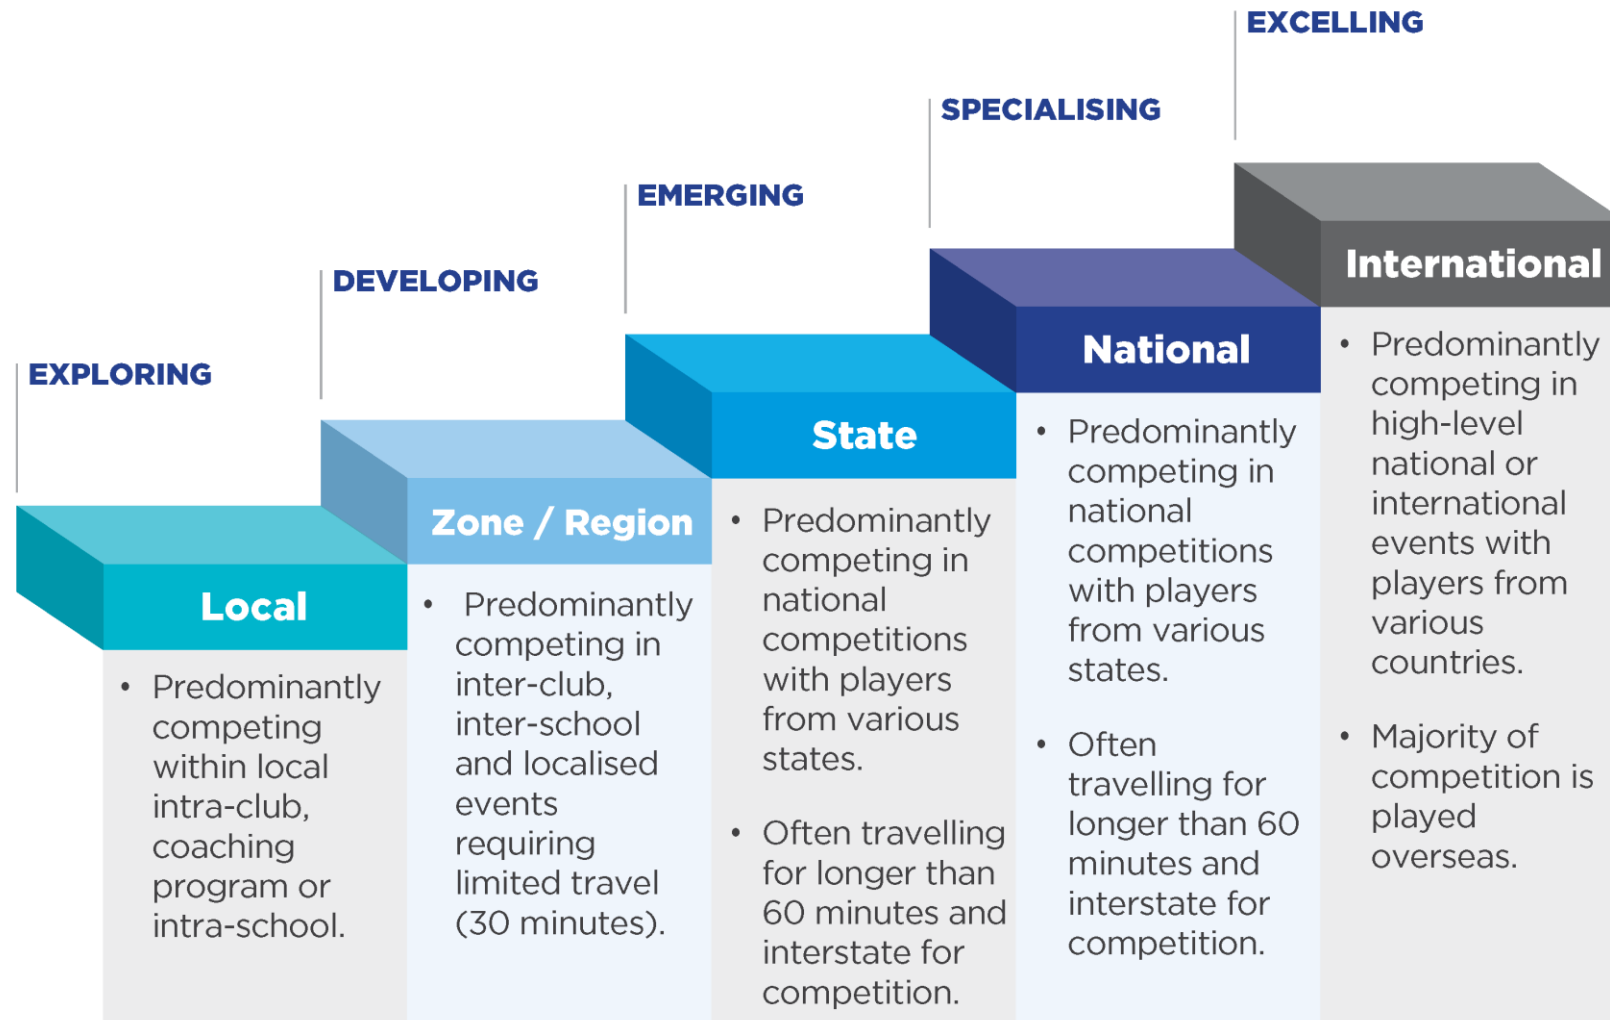 EXCELLING
SPECIALISING
EMERGING
DEVELOPING
EXPLORING
Local
• Predominantly
competing
within local
intra-club,
coaching
program or
intra-school.
Zone / Region
• Predominantly
competing in
inter-club,
inter-school
and localised
events
requiring
limited travel
(30 minutes).
State
• Predominantly
competing in
national
competitions
with players
from various
states.
• Often travelling
for longer than
60 minutes and
interstate for
competition.
National
• Predominantly
competing in
national
competitions
with players
from various
states.
• Often
travelling for
longer than 60
minutes and
interstate for
competition.
International
• Predominantly
competing in
high-level
national or
international
events with
players from
various
countries.
• Majority of
competition is
played
overseas.